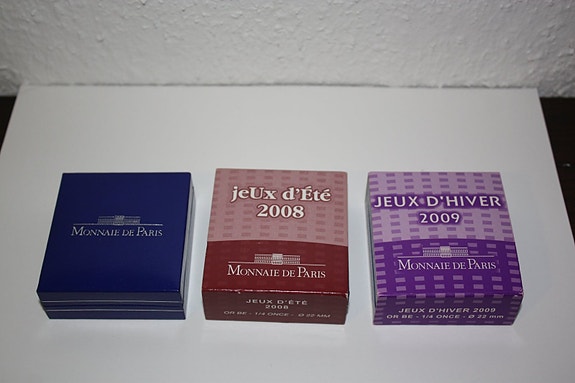 MONNAIE DE PARIS
jeUx d'Été
2008
MONNAIE DE PARIS
JEUX D'ÉTÉ
2008
OR BE - 1/4 ONCE - Ø 22 MM
JEUX D'HIVER
2009
MONNAIE DE PARIS
JEUX D'HIVER 2009
OR BE - 1/4 ONCE - Ø 22 mm